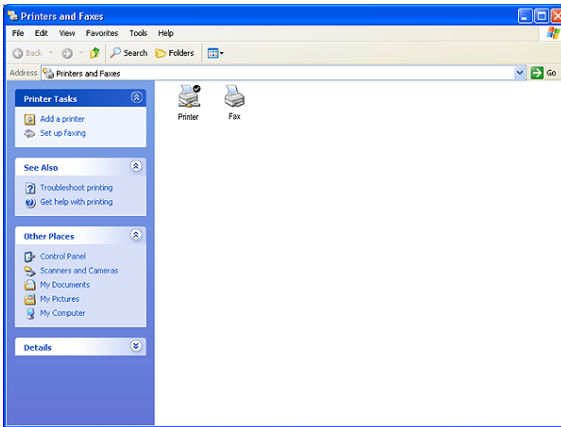 Printers and Faxes
File Edit View Favorites Tools Help
Back Search Folders
Address Printers and Faxes Go
Printer Tasks
Add a printer
Set up faxing
See Also
Troubleshoot printing
Get help with printing
Other Places
Control Panel
Scanners and Cameras
My Documents
My Pictures
My Computer
Details
Printer Fax